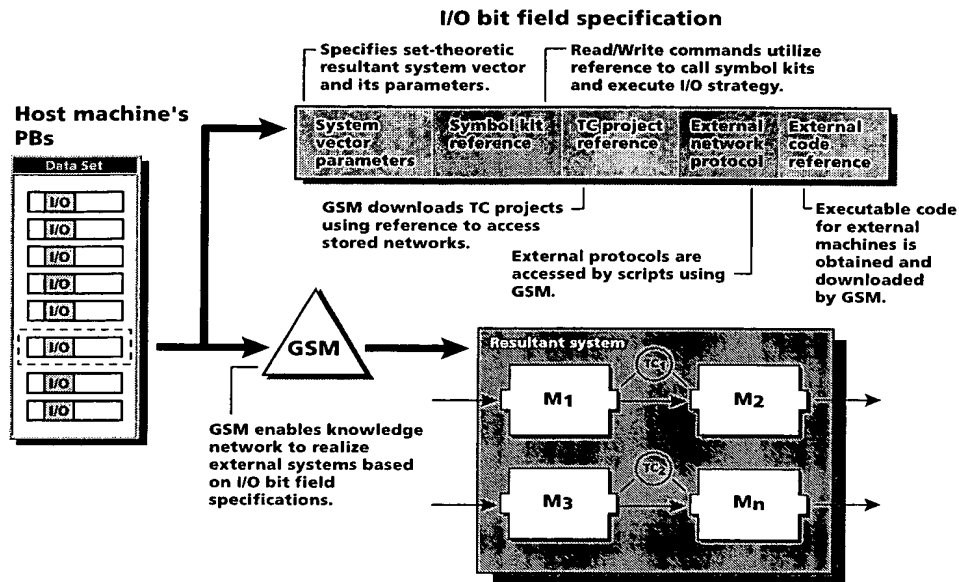 I/O bit field specification
Specifies set-theoretic
resultant system vector
and its parameters.
Read/Write commands utilize
reference to call symbol kits
and execute I/O strategy.
Host machine's
PBs
Data Set
I/O
I/O
I/O
I/O
I/O
I/O
I/O
I/O
System
vector
parameters
Symbol kit
reference
TC project
reference
External
network
protocol
External
code
reference
GSM downloads TC projects
using reference to access
stored networks.
External protocols are
accessed by scripts using
GSM.
Executable code
for external
machines is
obtained and
downloaded
by GSM.
GSM
GSM enables knowledge
network to realize
external systems based
on I/O bit field
specifications.
Resultant system
TC1
M1
M2
TC2
M3
Mn